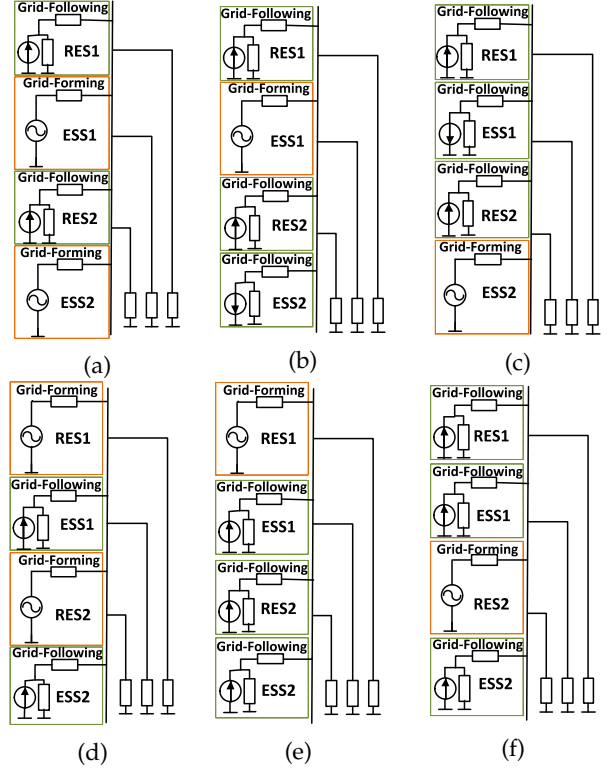 Grid-Following
RES1
Grid-Forming
ESS1
Grid-Following
RES2
Grid-Forming
ESS2
(a)
Grid-Following
RES1
Grid-Forming
ESS1
Grid-Following
RES2
Grid-Following
ESS2
(b)
Grid-Following
RES1
Grid-Following
ESS1
Grid-Following
RES2
Grid-Forming
ESS2
(c)
Grid-Forming
RES1
Grid-Following
ESS1
Grid-Forming
RES2
Grid-Following
ESS2
(d)
Grid-Forming
RES1
Grid-Following
ESS1
Grid-Following
RES2
Grid-Following
ESS2
(e)
Grid-Following
RES1
Grid-Following
ESS1
Grid-Forming
RES2
Grid-Following
ESS2
(f)